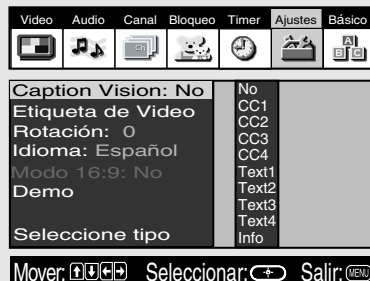 Video Audio Canal Bloqueo Timer Ajustes Básico
Ch
A
B C
Caption Vision: No
Etiqueta de Video
Rotación: 0
Idioma: Español
Modo 16:9: No
Demo
Seleccione tipo
No
CC1
CC2
CC3
CC4
Text1
Text2
Text3
Text4
Info
Mover: Seleccionar: Salir: MENU